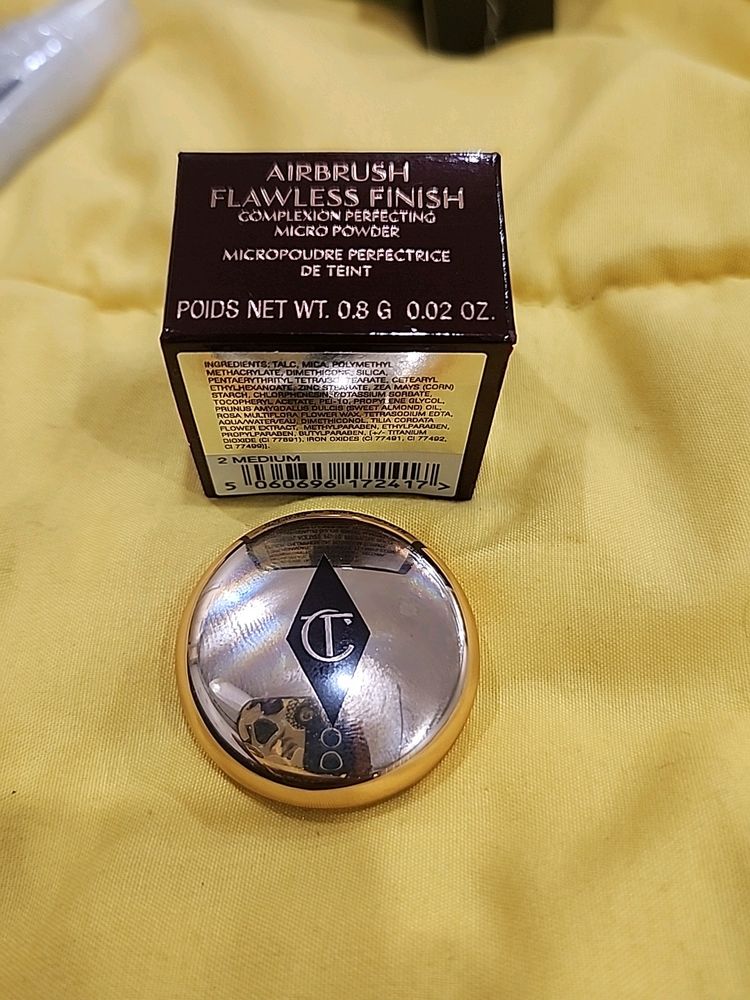 AIRBRUSH
FLAWLESS FINISH
COMPLEXION PERFECTING
MICRO POWDER
MICROPOUDRE PERFECTRICE
DE TEINT
POIDS NET WT. 0.8 G 0.02 OZ.
INGREDIENTS: TALC, MICA, POLYMETHYL
METHACRYLATE, DIMETHICONE, SILICA,
PENTAERYTHRITYL TETRAISOSTEARATE, CETEARYL
ETHYLHEXANOATE, ZINC STEARATE, ZEA MAYS (CORN)
STARCH, CHLORPHENESIN, POTASSIUM SORBATE,
TOCOPHERYL ACETATE, PEI-10, PROPYLENE GLYCOL,
PRUNUS AMYGDALUS DULCIS (SWEET ALMOND) OIL,
ROSA MULTIFLORA FLOWER WAX, TETRASODIUM EDTA,
AQUA/WATER/EAU, DIMETHICONOL, TILIA CORDATA
FLOWER EXTRACT, METHYLPARABEN, ETHYLPARABEN,
PROPYLPARABEN, BUTYLPARABEN, [+/- TITANIUM
DIOXIDE (CI 77891), IRON OXIDES (CI 77491, CI 77492,
CI 77499)].
2 MEDIUM
5 060696 172417 >
CT